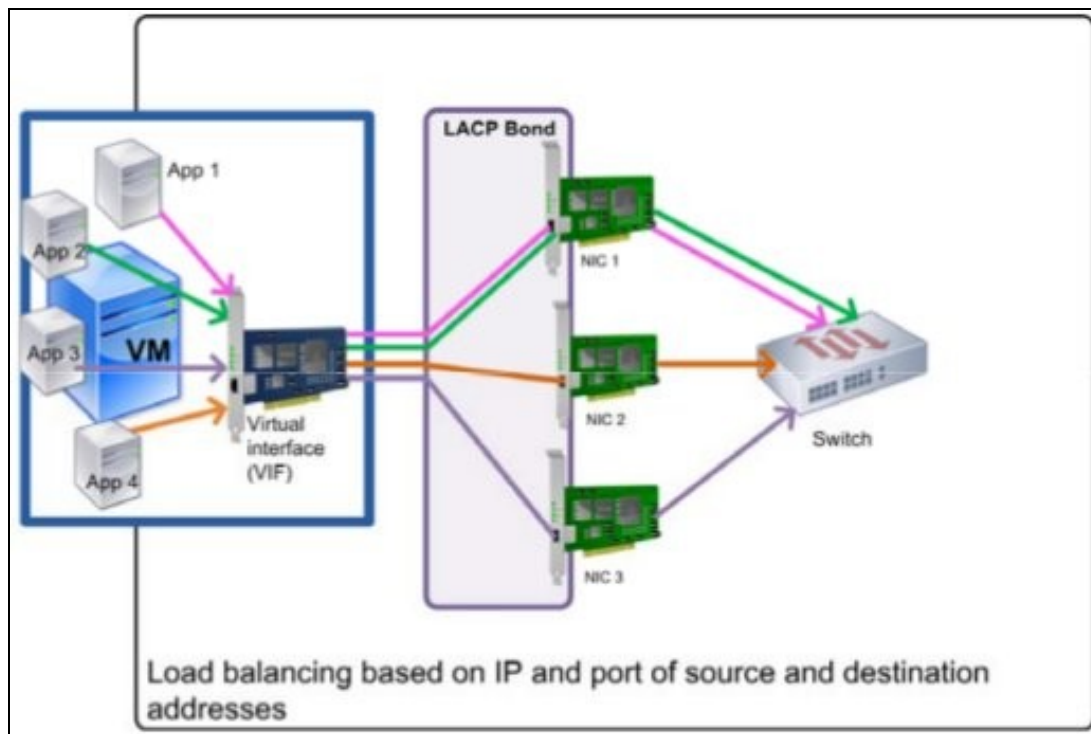 LACP Bond
App 1
App 2
App 3
VM
App 4
Virtual
interface
(VIF)
NIC 1
NIC 2
NIC 3
Switch
Load balancing based on IP and port of source and destination
addresses